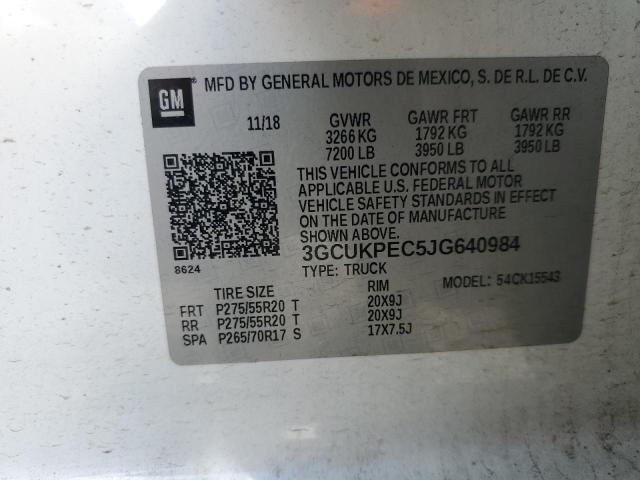 GM
MFD BY GENERAL MOTORS DE MEXICO, S. DE R.L. DE C.V.
11/18 GVWR GAWR FRT GAWR RR
3266 KG 1792 KG 1792 KG
7200 LB 3950 LB 3950 LB
THIS VEHICLE CONFORMS TO ALL
APPLICABLE U.S. FEDERAL MOTOR
VEHICLE SAFETY STANDARDS IN EFFECT
ON THE DATE OF MANUFACTURE
SHOWN ABOVE.
3GCUKPEC5JG640984
8624
TYPE: TRUCK MODEL: 54CK15543
TIRE SIZE RIM
FRT P275/55R20 T 20X9J
RR P275/55R20 T 20X9J
SPA P265/70R17 S 17X7.5J